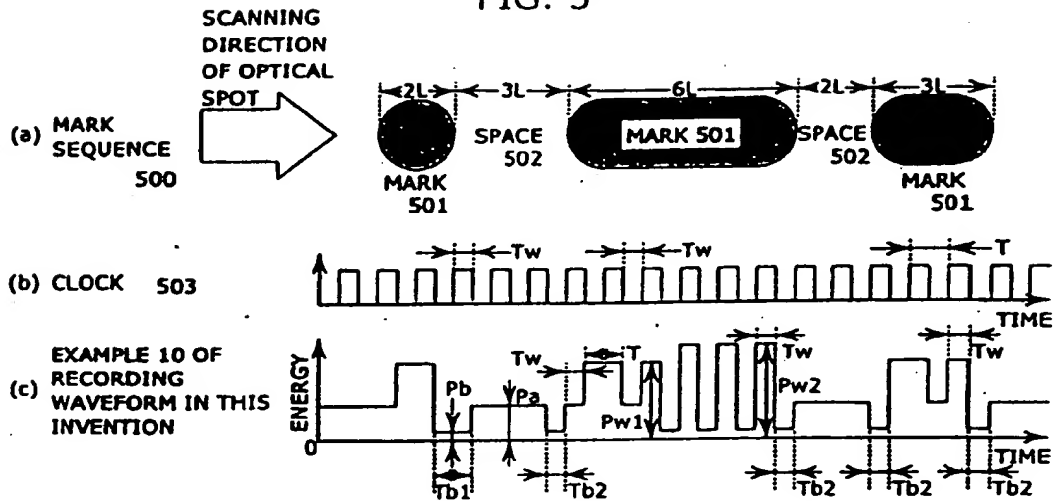 FIG. 5
SCANNING
DIRECTION
OF OPTICAL
SPOT
2L 3L 6L 2L 3L
(a) MARK
SEQUENCE
500
SPACE
502
MARK 501
SPACE
502
MARK
501
MARK
501
Tw Tw T
(b) CLOCK 503
TIME
EXAMPLE 10 OF
RECORDING
WAVEFORM IN THIS
INVENTION
(c)
ENERGY
0
Tw T Tw Tw
Pb Pa Pw1 Pw2
TIME
Tb1 Tb2 Tb2 Tb2 Tb2